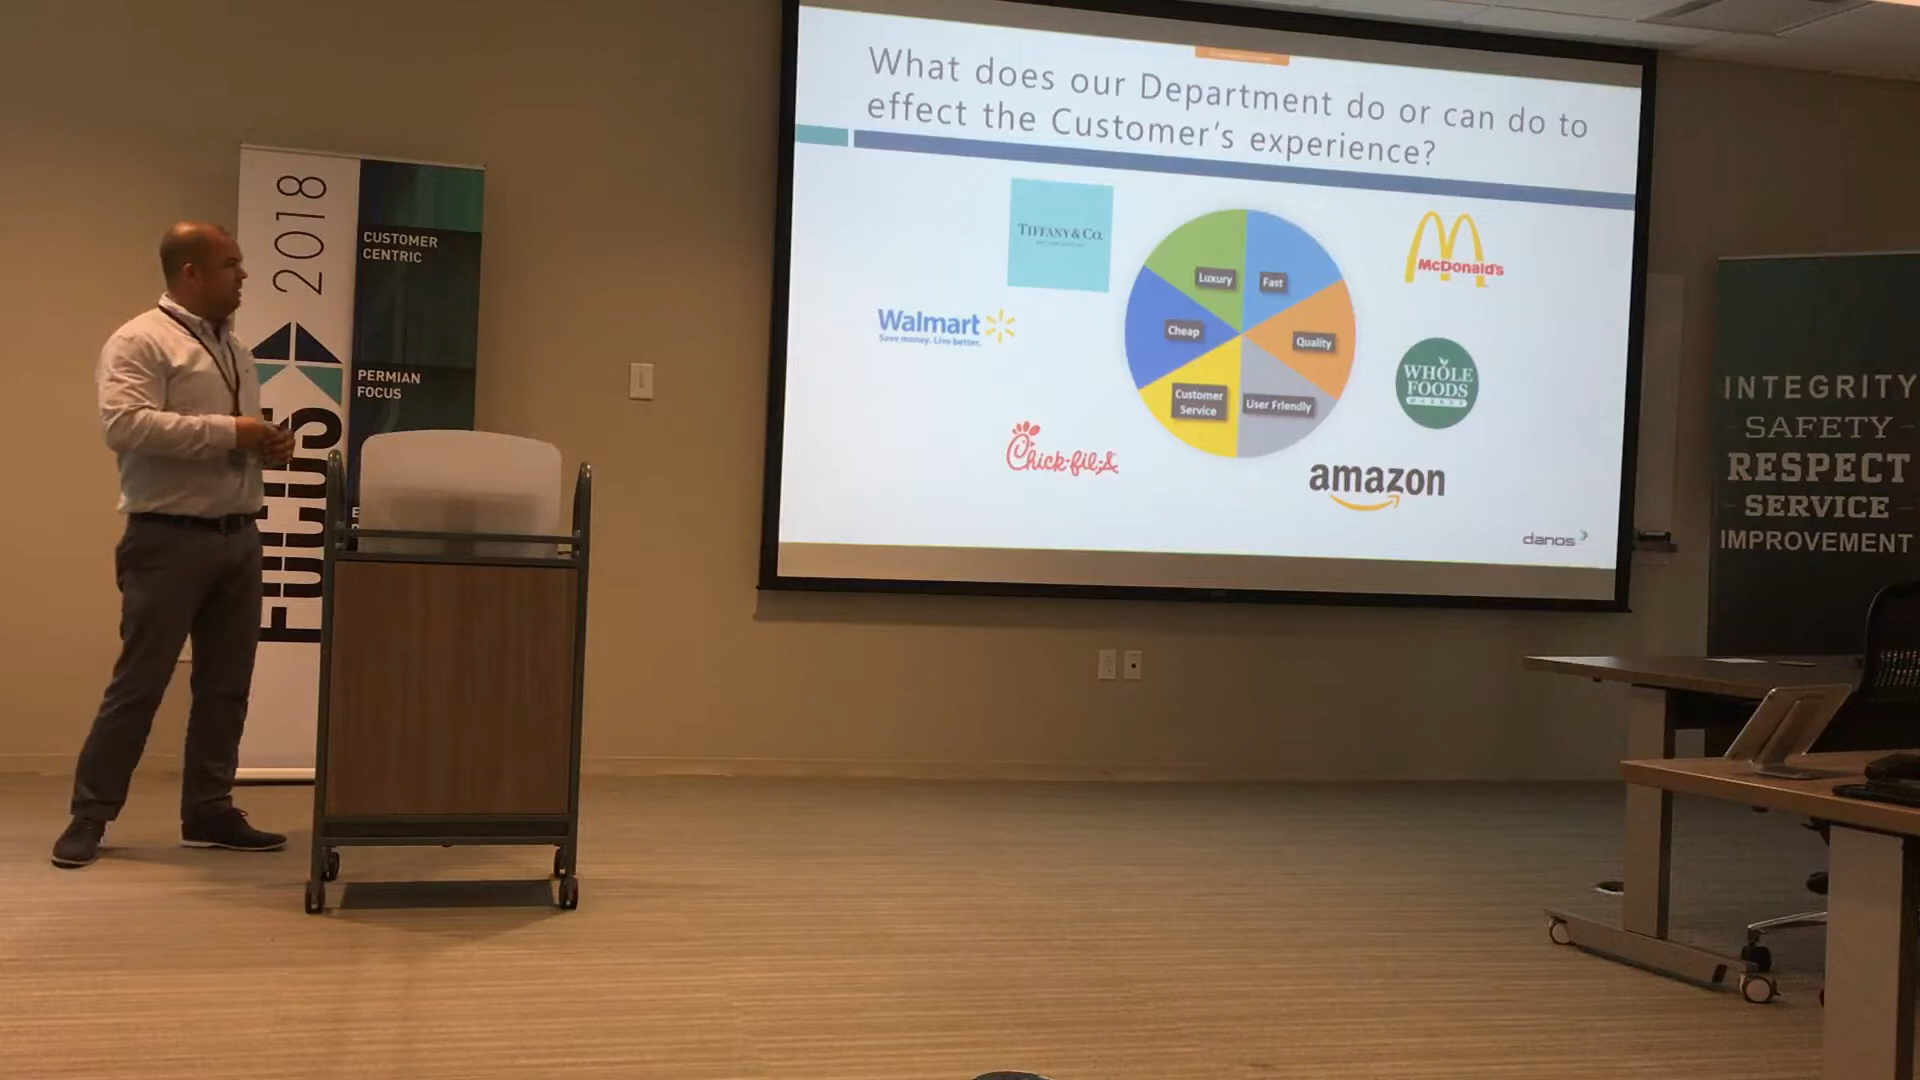 What does our Department do or can do to
effect the Customer's experience?
TIFFANY & CO.
Luxury
Fast
McDonald's
Walmart
Save money. Live better.
Cheap
Quality
WHOLE
FOODS
MARKET
Customer
Service
User Friendly
Chick-fil-A
amazon
danos
FOCUS 2018
CUSTOMER
CENTRIC
PERMIAN
FOCUS
INTEGRITY
SAFETY
RESPECT
SERVICE
IMPROVEMENT